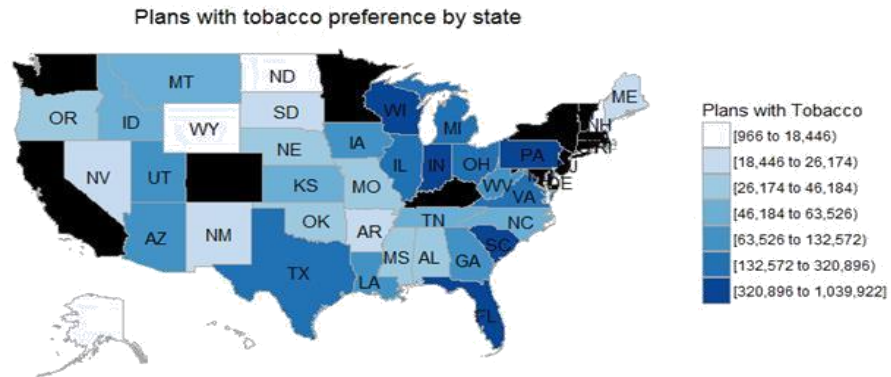 Plans with tobacco preference by state
MT
ND
ME
OR
ID
SD
WI
MI
NH
WY
NE
IA
PA
NV
UT
IL
IN
OH
DE
KS
MO
WV
VA
AZ
NM
OK
TN
NC
AR
SC
TX
MS
AL
GA
LA
FL
Plans with Tobacco
[966 to 18,446)
[18,446 to 26,174)
[26,174 to 46,184)
[46,184 to 63,526)
[63,526 to 132,572)
[132,572 to 320,896)
[320,896 to 1,039,922]